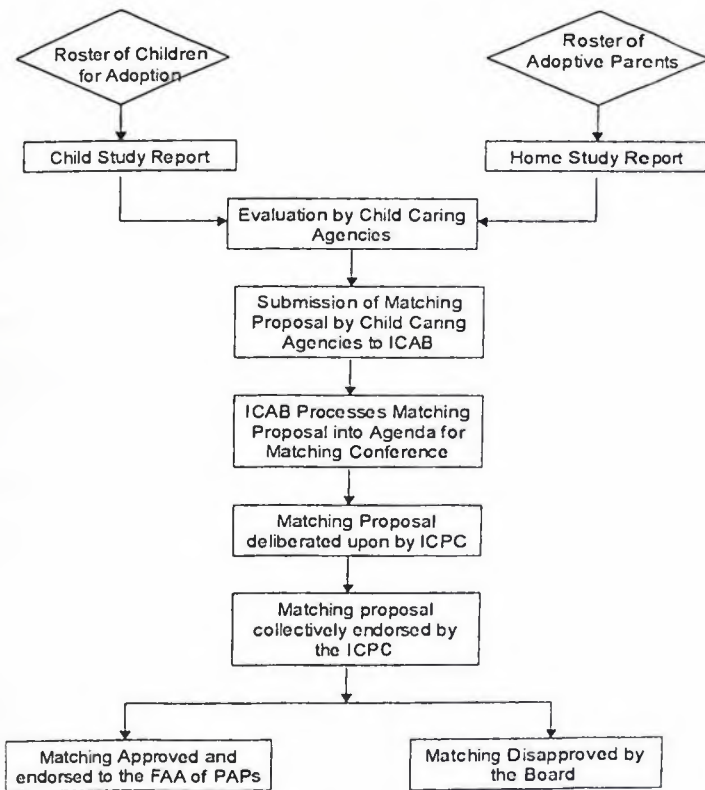 Roster of Children
for Adoption
Roster of
Adoptive Parents
Child Study Report
Home Study Report
Evaluation by Child Caring
Agencies
Submission of Matching
Proposal by Child Caring
Agencies to ICAB
ICAB Processes Matching
Proposal into Agenda for
Matching Conference
Matching Proposal
deliberated upon by ICPC
Matching proposal
collectively endorsed by
the ICPC
Matching Approved and
endorsed to the FAA of PAPs
Matching Disapproved by
the Board